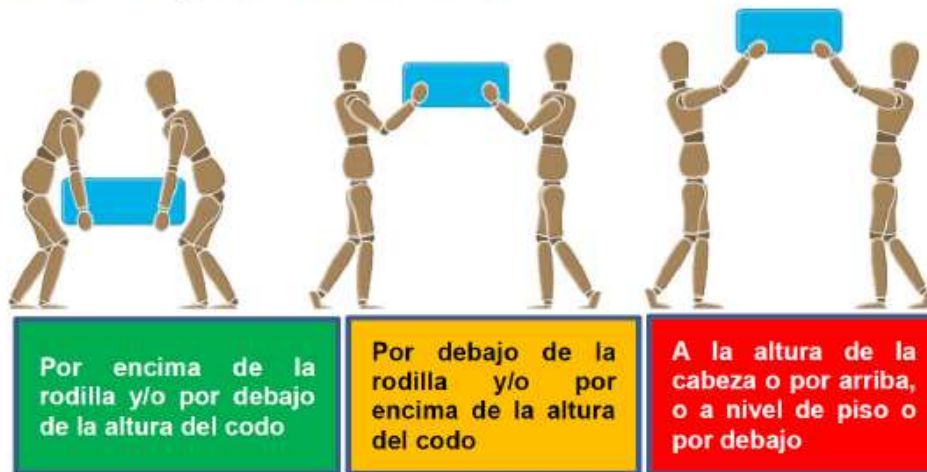 Por encima de la
rodilla y/o por debajo
de la altura del codo
Por debajo de la
rodilla y/o por
encima de la altura
del codo
A la altura de la
cabeza o por arriba,
o a nivel de piso o
por debajo